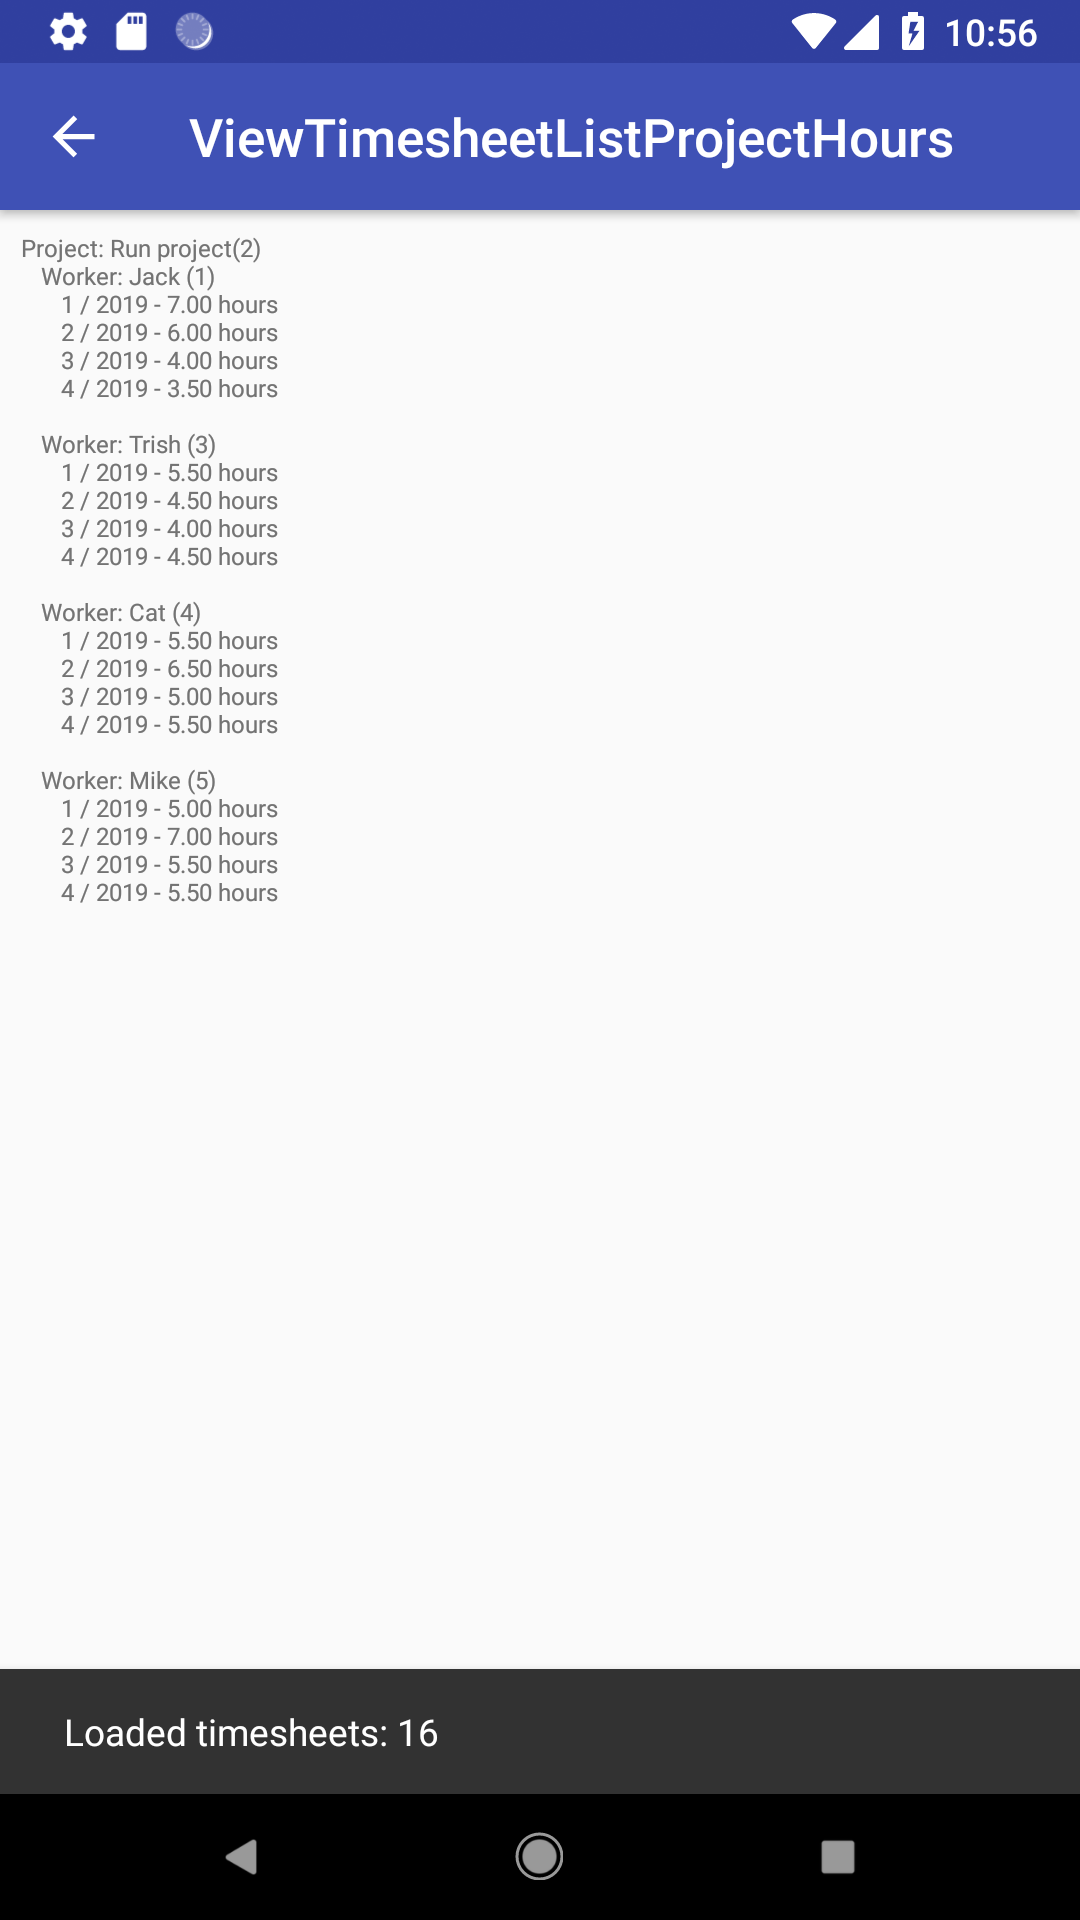 10:56
ViewTimesheetListProjectHours
Project: Run project(2)
Worker: Jack (1)
1 / 2019 - 7.00 hours
2 / 2019 - 6.00 hours
3 / 2019 - 4.00 hours
4 / 2019 - 3.50 hours
Worker: Trish (3)
1 / 2019 - 5.50 hours
2 / 2019 - 4.50 hours
3 / 2019 - 4.00 hours
4 / 2019 - 4.50 hours
Worker: Cat (4)
1 / 2019 - 5.50 hours
2 / 2019 - 6.50 hours
3 / 2019 - 5.00 hours
4 / 2019 - 5.50 hours
Worker: Mike (5)
1 / 2019 - 5.00 hours
2 / 2019 - 7.00 hours
3 / 2019 - 5.50 hours
4 / 2019 - 5.50 hours
Loaded timesheets: 16